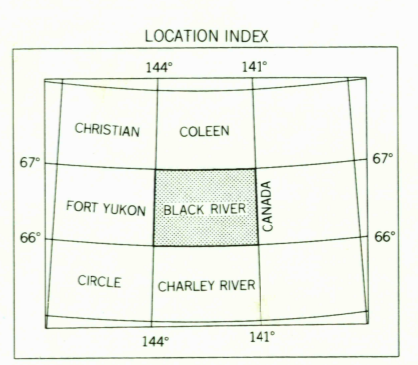 LOCATION INDEX
144° 141°
CHRISTIAN COLEEN
67° 67°
FORT YUKON BLACK RIVER CANADA
66° 66°
CIRCLE CHARLEY RIVER
144° 141°